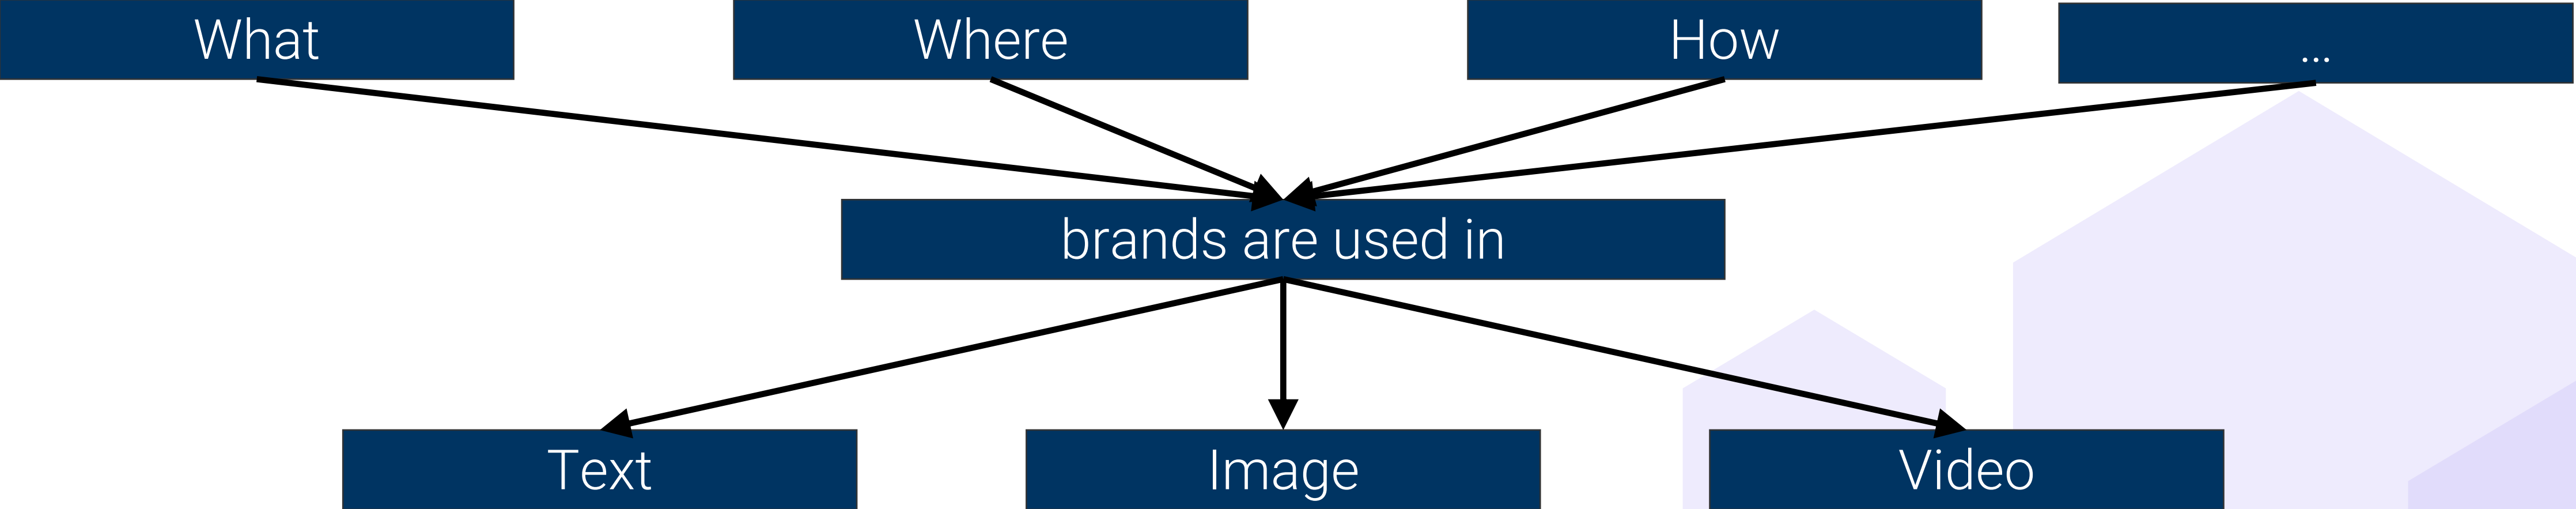 What
Where
How
...
brands are used in
Text
Image
Video